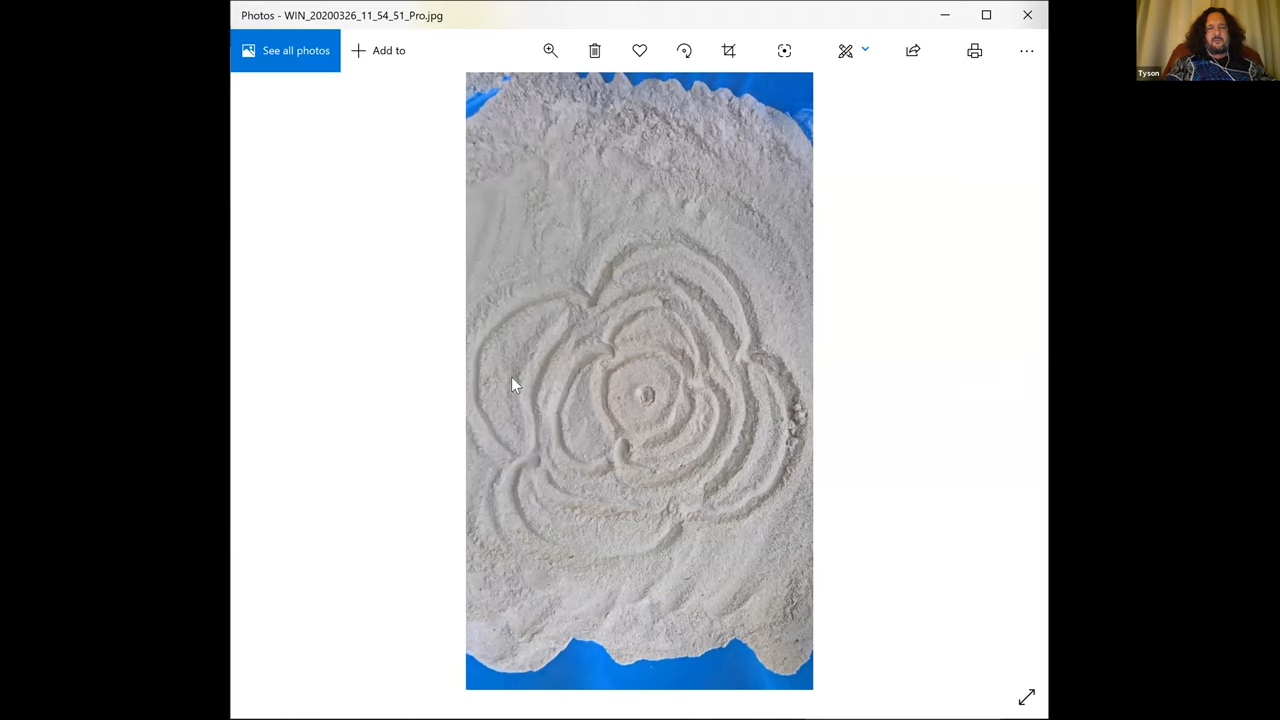 Photos - WIN_20200326_11_54_51_Pro.jpg
See all photos
Add to
Tyson